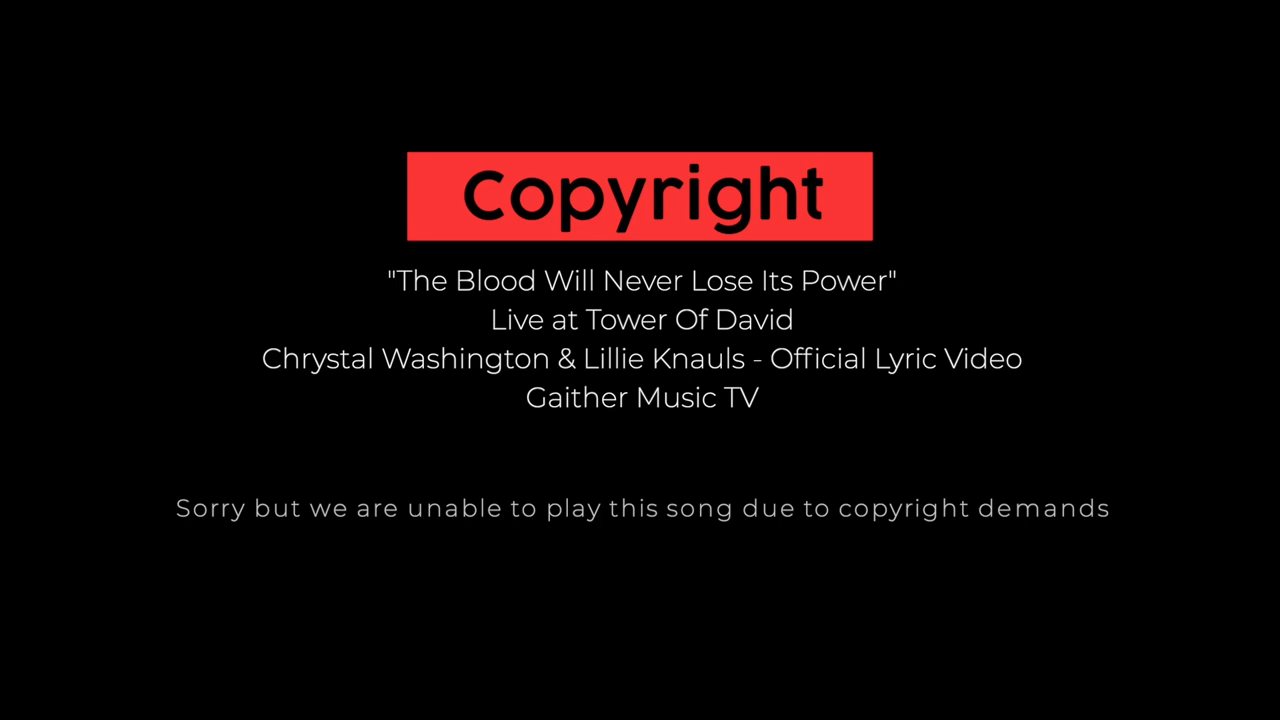 Copyright
"The Blood Will Never Lose Its Power"
Live at Tower Of David
Chrystal Washington & Lillie Knauls - Official Lyric Video
Gaither Music TV
Sorry but we are unable to play this song due to copyright demands